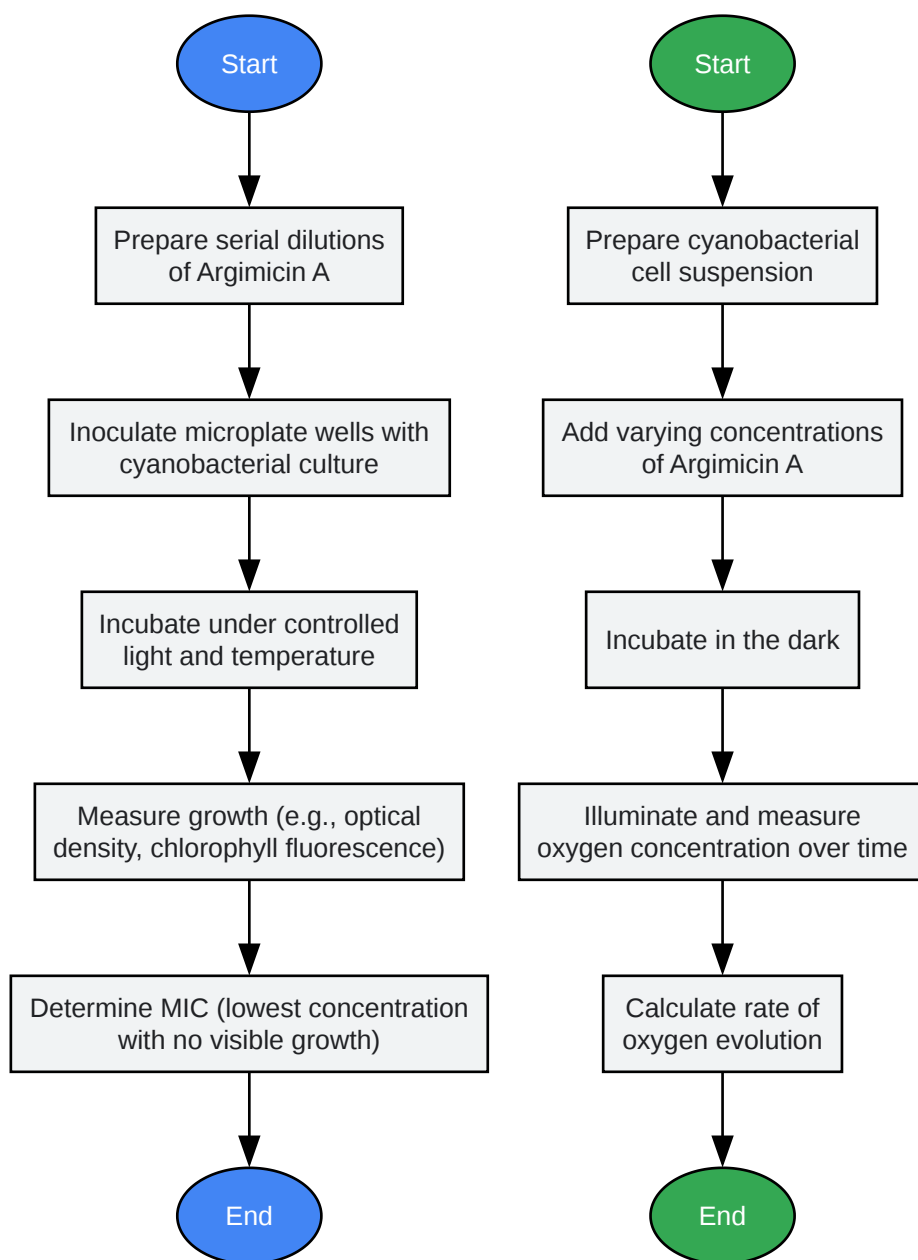 Start
Prepare serial dilutions
of Argimicin A
Inoculate microplate wells with
cyanobacterial culture
Incubate under controlled
light and temperature
Measure growth (e.g., optical
density, chlorophyll fluorescence)
Determine MIC (lowest concentration
with no visible growth)
End
Start
Prepare cyanobacterial
cell suspension
Add varying concentrations
of Argimicin A
Incubate in the dark
Illuminate and measure
oxygen concentration over time
Calculate rate of
oxygen evolution
End